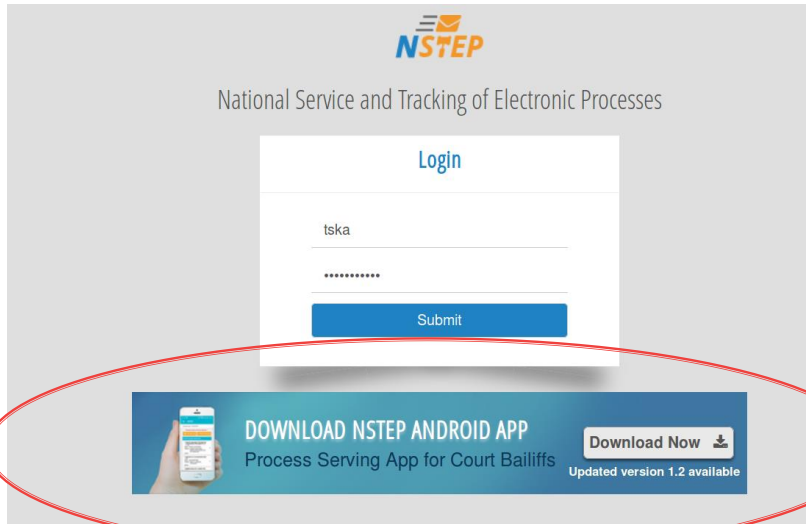 NSTEP
National Service and Tracking of Electronic Processes
Login
tska
•••••••••••
Submit
DOWNLOAD NSTEP ANDROID APP
Process Serving App for Court Bailiffs
Download Now
Updated version 1.2 available